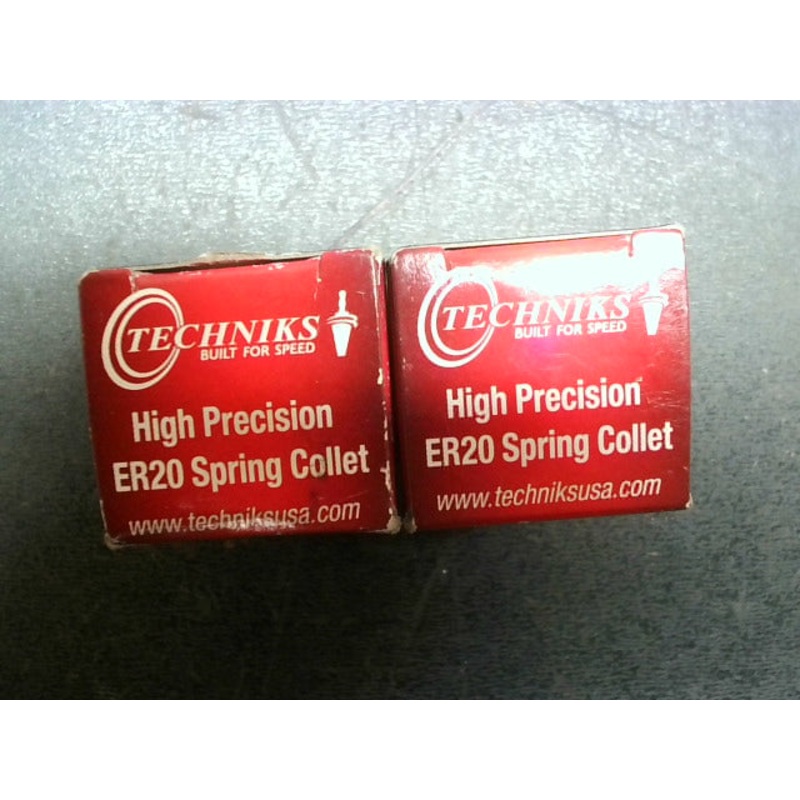 TECHNIKS
BUILT FOR SPEED
High Precision
ER20 Spring Collet
www.techniksusa.com
TECHNIKS
BUILT FOR SPEED
High Precision
ER20 Spring Collet
www.techniksusa.com